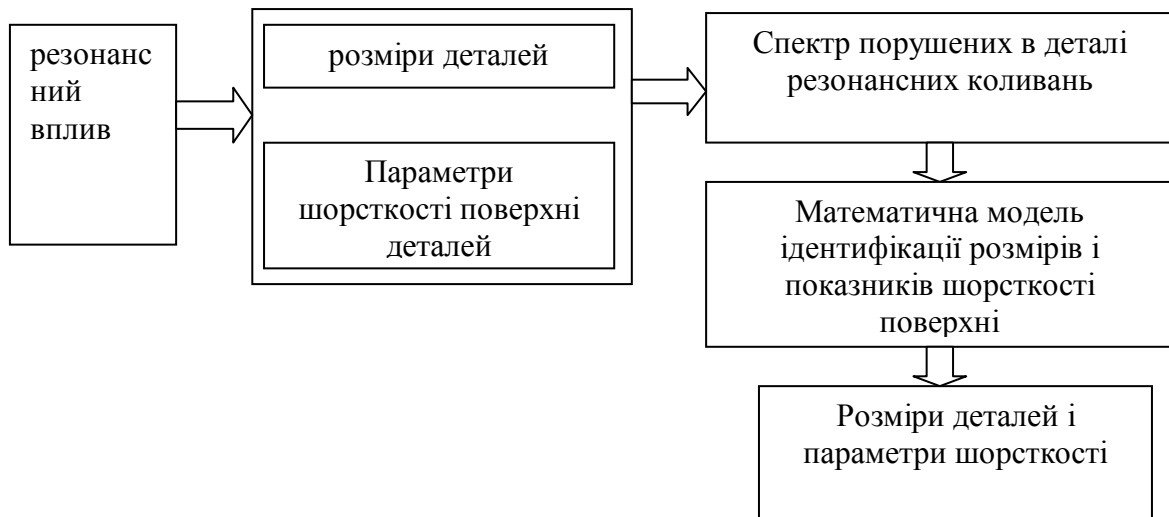 резонанс
ний
вплив
розміри деталей
Параметри
шорсткості поверхні
деталей
Спектр порушених в деталі
резонансних коливань
Математична модель
ідентифікації розмірів і
показників шорсткості
поверхні
Розміри деталей і
параметри шорсткості